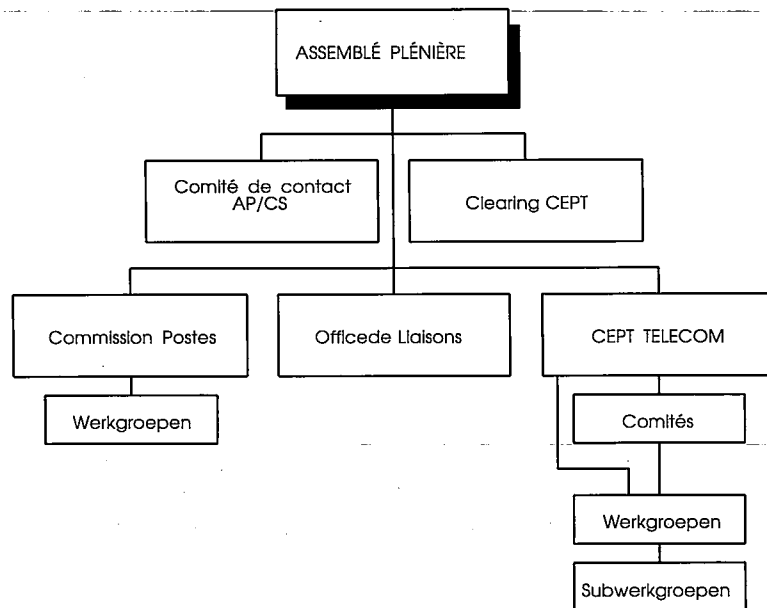 ASSEMBLÉ PLÉNIÈRE
Comité de contact
AP/CS
Clearing CEPT
Commission Postes
Officede Liaisons
CEPT TELECOM
Werkgroepen
Comités
Werkgroepen
Subwerkgroepen